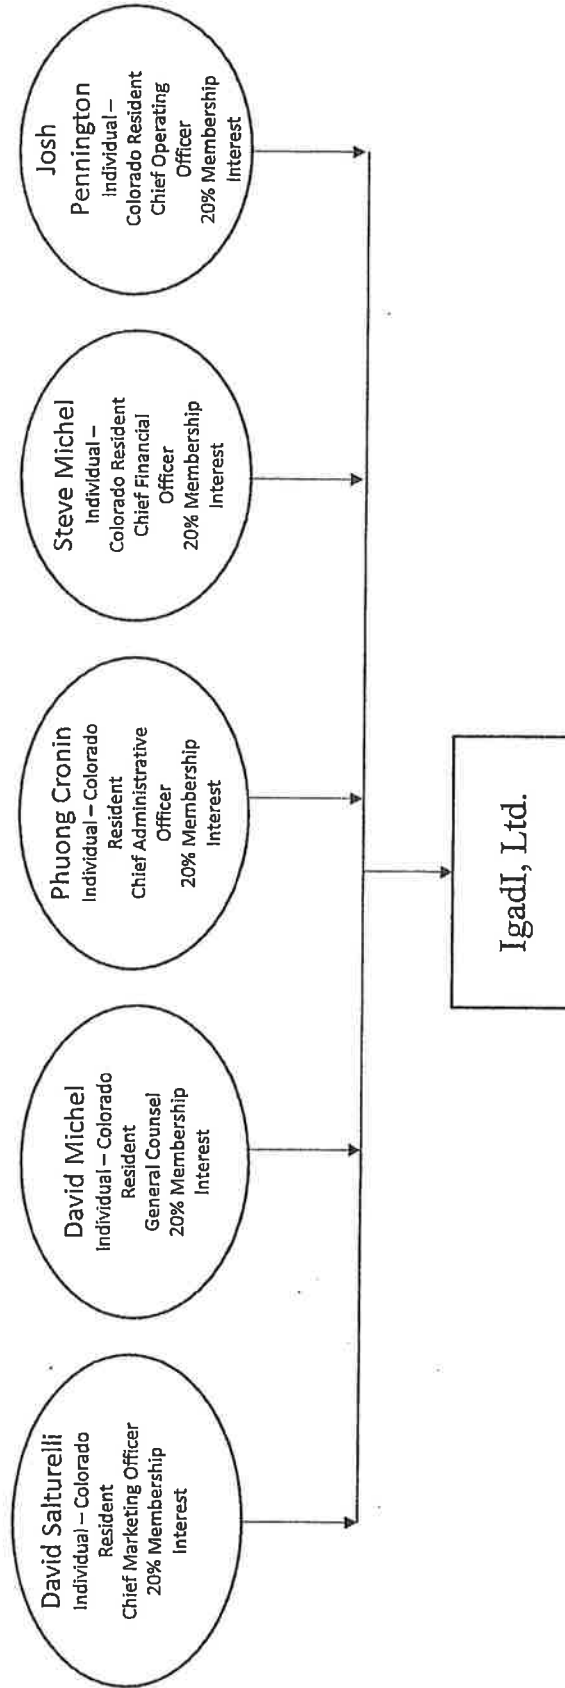 David Salturelli
Individual – Colorado
Resident
Chief Marketing Officer
20% Membership
Interest
David Michel
Individual – Colorado
Resident
General Counsel
20% Membership
Interest
Phuong Cronin
Individual – Colorado
Resident
Chief Administrative
Officer
20% Membership
Interest
Steve Michel
Individual –
Colorado Resident
Chief Financial
Officer
20% Membership
Interest
Josh
Pennington
Individual –
Colorado Resident
Chief Operating
Officer
20% Membership
Interest
IgadI, Ltd.